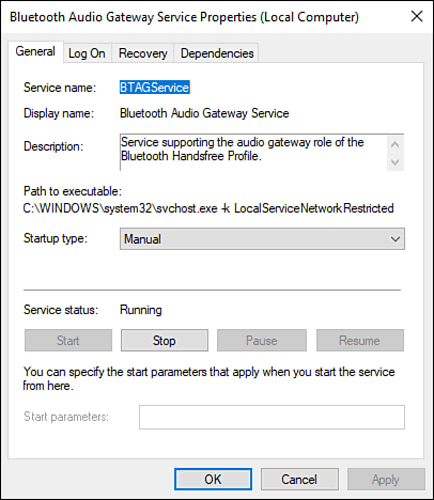 Bluetooth Audio Gateway Service Properties (Local Computer)
General Log On Recovery Dependencies
Service name: BTAGService
Display name: Bluetooth Audio Gateway Service
Description: Service supporting the audio gateway role of the
Bluetooth Handsfree Profile.
Path to executable:
C:\WINDOWS\system32\svchost.exe -k LocalServiceNetworkRestricted
Startup type: Manual
Service status: Running
Start Stop Pause Resume
You can specify the start parameters that apply when you start the service
from here.
Start parameters:
OK Cancel Apply